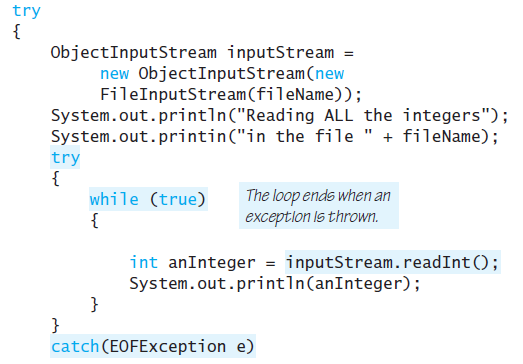 try
{
ObjectInputStream inputStream =
new ObjectInputStream(new
FileInputStream(fileName));
System.out.println("Reading ALL the integers");
System.out.println("in the file " + fileName);
try
{
while (true)
The loop ends when an
exception is thrown.
{
int anInteger = inputStream.readInt();
System.out.println(anInteger);
}
}
catch(EOFException e)